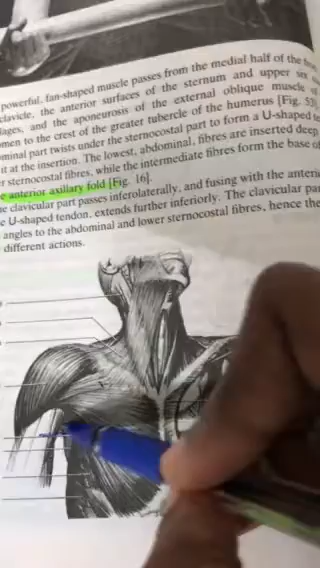 powerful, fan-shaped muscle passes from the medial half of the
clavicle, the anterior surfaces of the sternum and upper six
lages, and the aponeurosis of the external oblique muscle
men to the crest of the greater tubercle of the humerus [Fig. 53]
minal part twists under the sternocostal part to form a U-shaped
it at the insertion. The lowest, abdominal, fibres are inserted deep
r sternocostal fibres, while the intermediate fibres form the base of
e anterior axillary fold [Fig. 16].
he clavicular part passes inferolaterally, and fusing with the anteri
e U-shaped tendon, extends further inferiorly. The clavicular par
angles to the abdominal and lower sternocostal fibres, hence the
different actions.